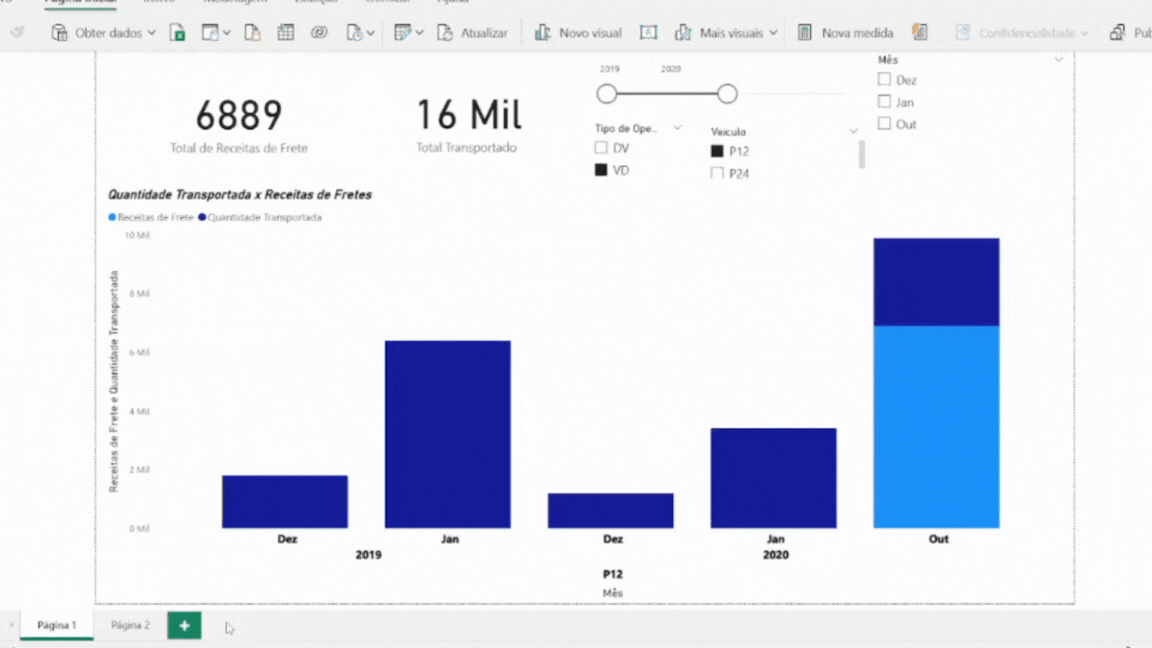 Página Inicial
Obter dados
Atualizar
Novo visual
Mais visuais
Nova medida
Confidencialidade
6889
Total de Receitas de Frete
16 Mil
Total Transportado
2019 2020
Tipo de Ope...
DV
VD
Veiculo
P12
P24
Mês
Dez
Jan
Out
Quantidade Transportada x Receitas de Fretes
Receitas de Frete Quantidade Transportada
Receitas de Frete e Quantidade Transportada
10 Mil
8 Mil
6 Mil
4 Mil
2 Mil
0 Mil
Dez Jan Dez Jan Out
2019 2020
P12
Mês
Página 1 Página 2